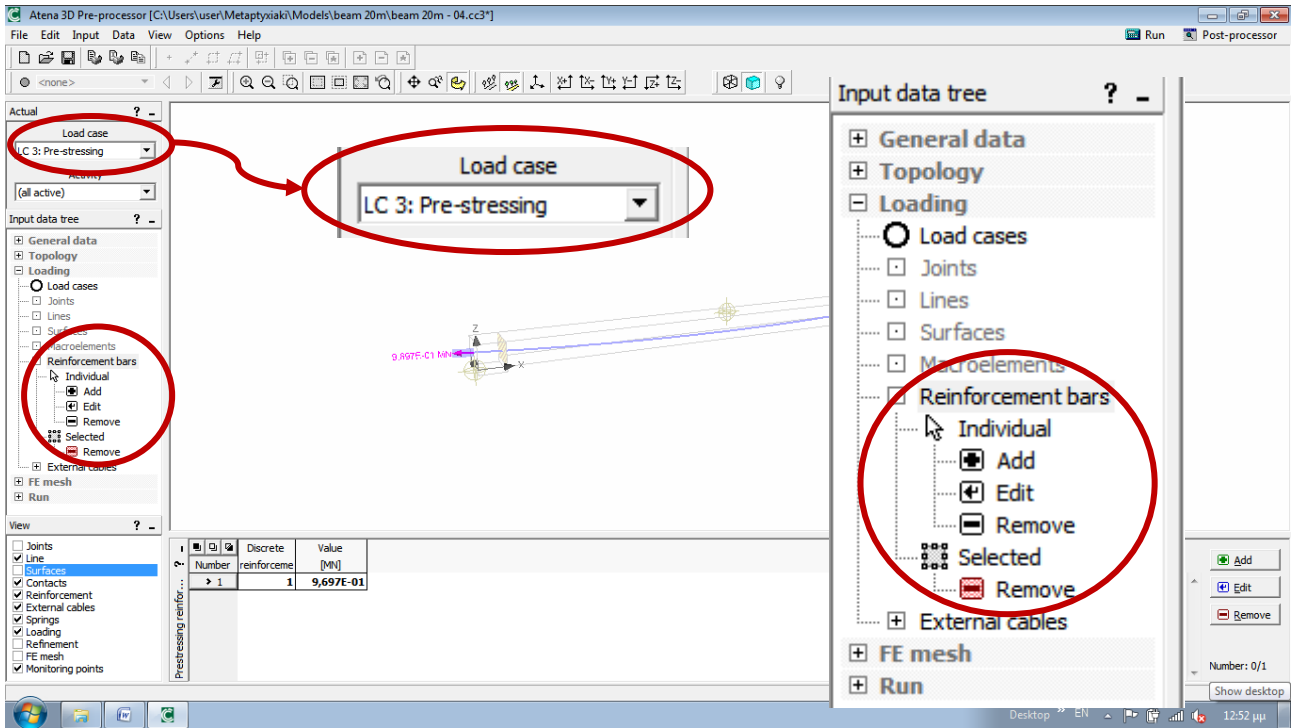 Atena 3D Pre-processor [C:\Users\user\Metaptyxiaki\Models\beam 20m\beam 20m - 04.cc3*]
File Edit Input Data View Options Help
Run Post-processor
<none>
Actual ? _
Load case
LC 3: Pre-stressing
Activity
(all active)
Input data tree ? _
General data
Topology
Loading
Load cases
Joints
Lines
Surfaces
Macroelements
Reinforcement bars
Individual
Add
Edit
Remove
Selected
Remove
External cables
FE mesh
Run
View ? _
Joints
Line
Surfaces
Contacts
Reinforcement
External cables
Springs
Loading
Refinement
FE mesh
Monitoring points
Load case
LC 3: Pre-stressing
Z
9,697E-01 MN
X
Prestressing reinfor...
Number Discrete reinforceme Value [MN]
1 1 9,697E-01
Input data tree ? _
General data
Topology
Loading
Load cases
Joints
Lines
Surfaces
Macroelements
Reinforcement bars
Individual
Add
Edit
Remove
Selected
Remove
External cables
FE mesh
Run
Add
Edit
Remove
Number: 0/1
Show desktop
Desktop » EN 12:52 μμ